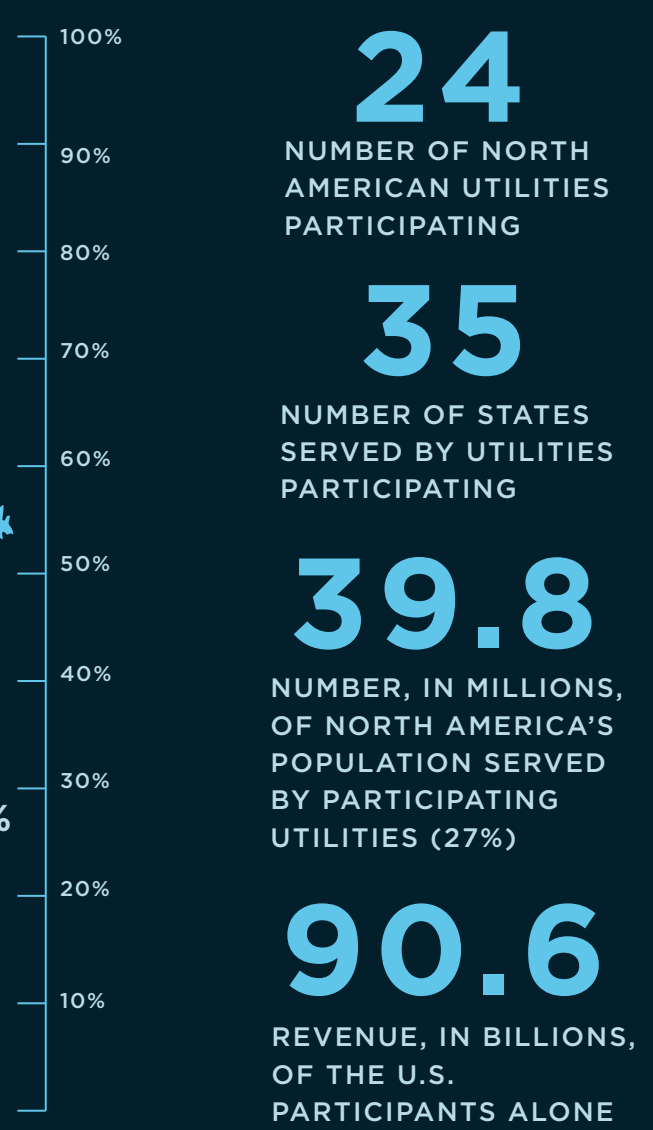 100%
90%
80%
70%
60%
50%
40%
30%
%
20%
10%
24
NUMBER OF NORTH
AMERICAN UTILITIES
PARTICIPATING
35
NUMBER OF STATES
SERVED BY UTILITIES
PARTICIPATING
39.8
NUMBER, IN MILLIONS,
OF NORTH AMERICA’S
POPULATION SERVED
BY PARTICIPATING
UTILITIES (27%)
90.6
REVENUE, IN BILLIONS,
OF THE U.S.
PARTICIPANTS ALONE